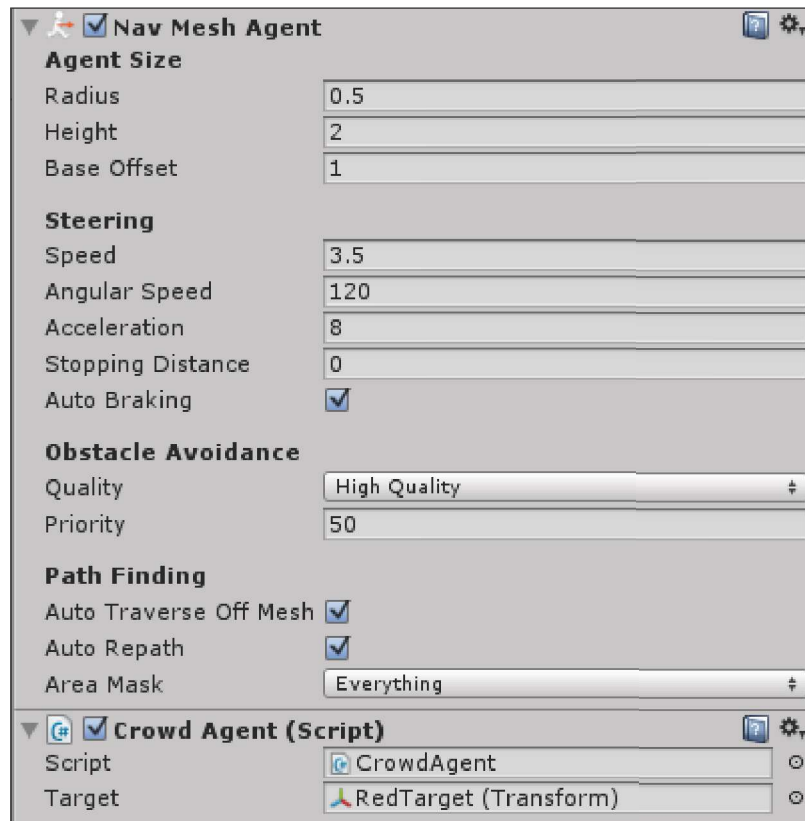 Nav Mesh Agent
Agent Size
Radius 0.5
Height 2
Base Offset 1
Steering
Speed 3.5
Angular Speed 120
Acceleration 8
Stopping Distance 0
Auto Braking
Obstacle Avoidance
Quality High Quality
Priority 50
Path Finding
Auto Traverse Off Mesh
Auto Repath
Area Mask Everything
Crowd Agent (Script)
Script CrowdAgent
Target RedTarget (Transform)